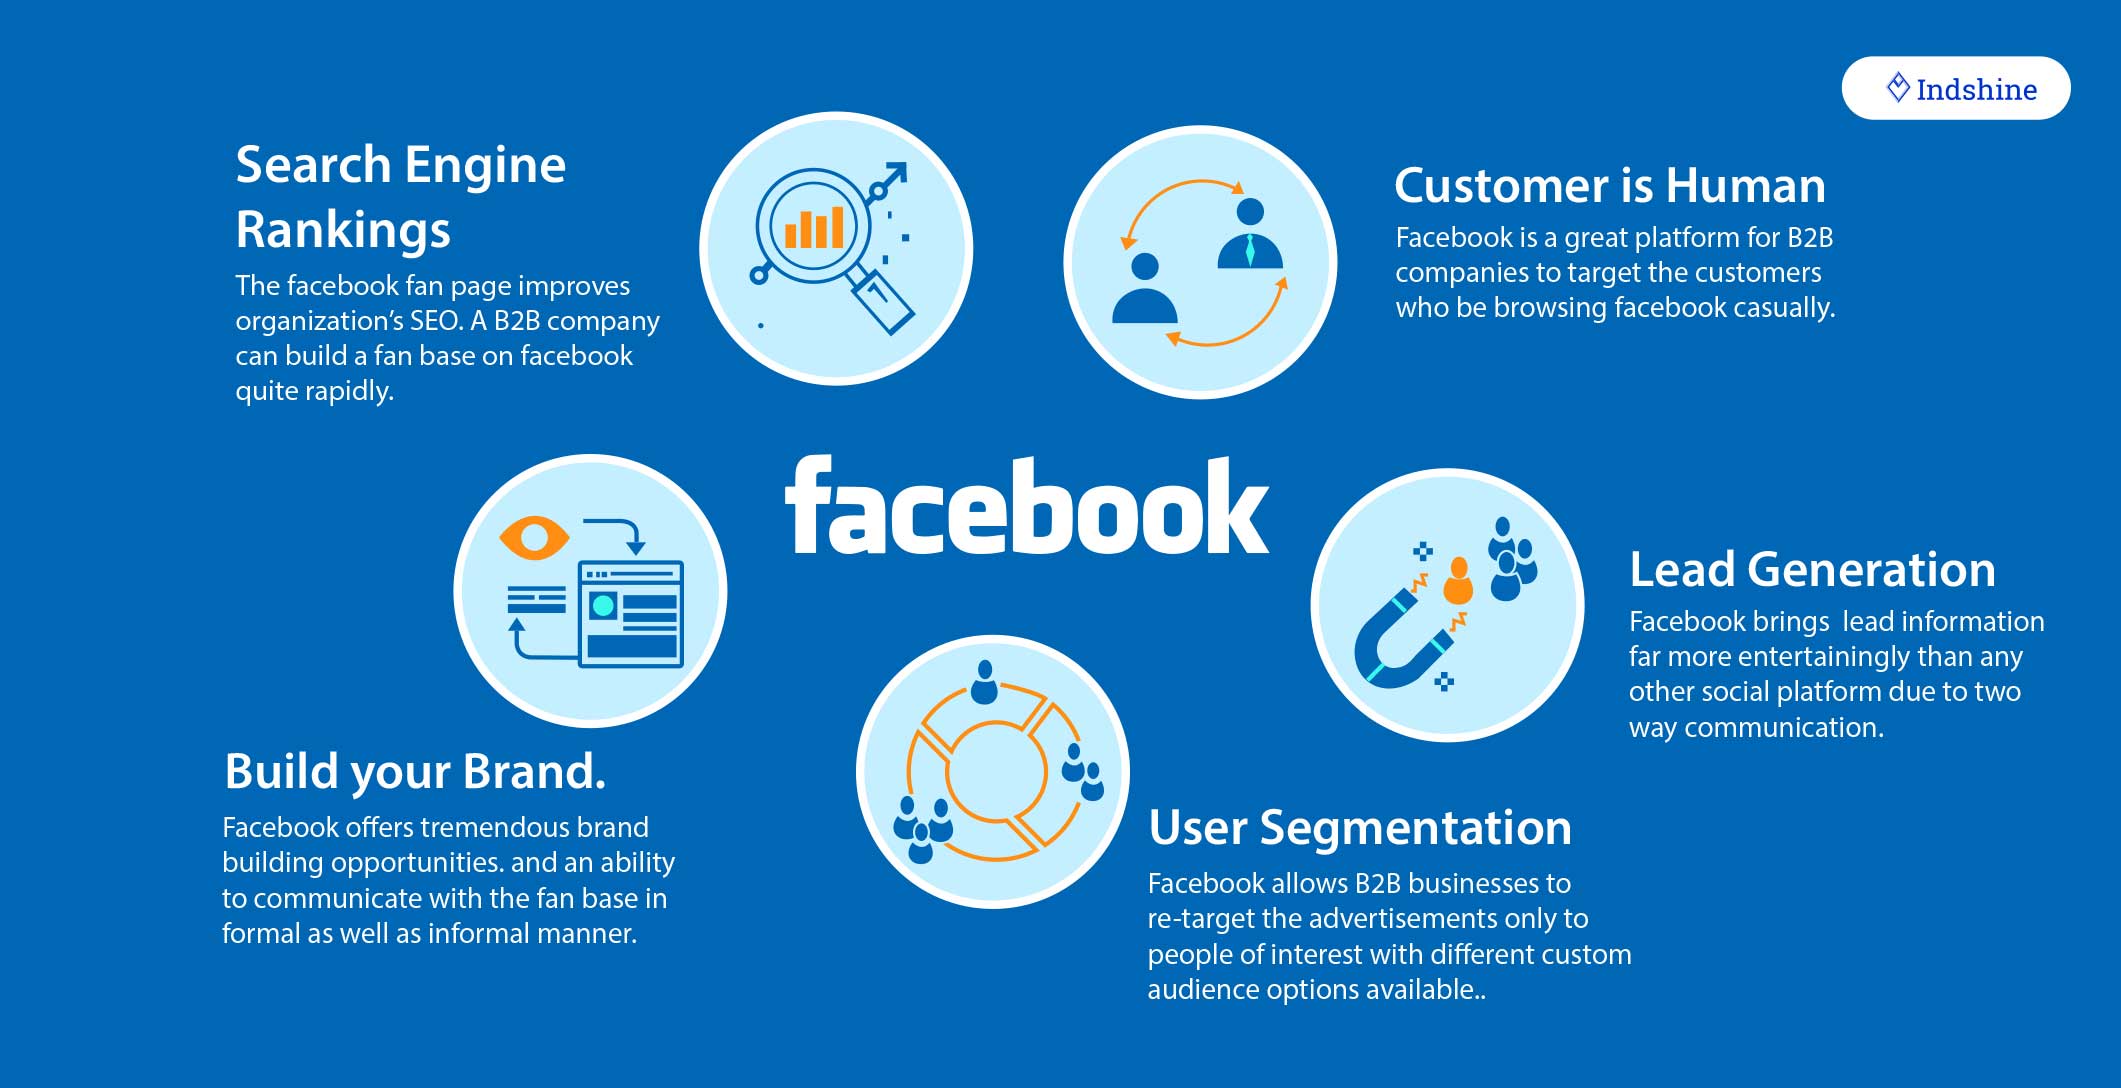 Indshine
Search Engine
Rankings
The facebook fan page improves
organization’s SEO. A B2B company
can build a fan base on facebook
quite rapidly.
Customer is Human
Facebook is a great platform for B2B
companies to target the customers
who be browsing facebook casually.
facebook
Lead Generation
Facebook brings  lead information
far more entertainingly than any
other social platform due to two
way communication.
Build your Brand.
Facebook offers tremendous brand
building opportunities. and an ability
to communicate with the fan base in
formal as well as informal manner.
User Segmentation
Facebook allows B2B businesses to
re-target the advertisements only to
people of interest with different custom
audience options available..